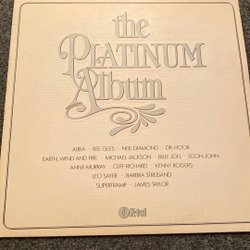 the
PLATINUM
Album
ABBA · BEE GEES · NEIL DIAMOND · DR. HOOK
EARTH, WIND AND FIRE · MICHAEL JACKSON · BILLY JOEL · ELTON JOHN
ANNE MURRAY · CLIFF RICHARD · KENNY ROGERS
LEO SAYER · BARBRA STREISAND
SUPERTRAMP · JAMES TAYLOR
K-tel